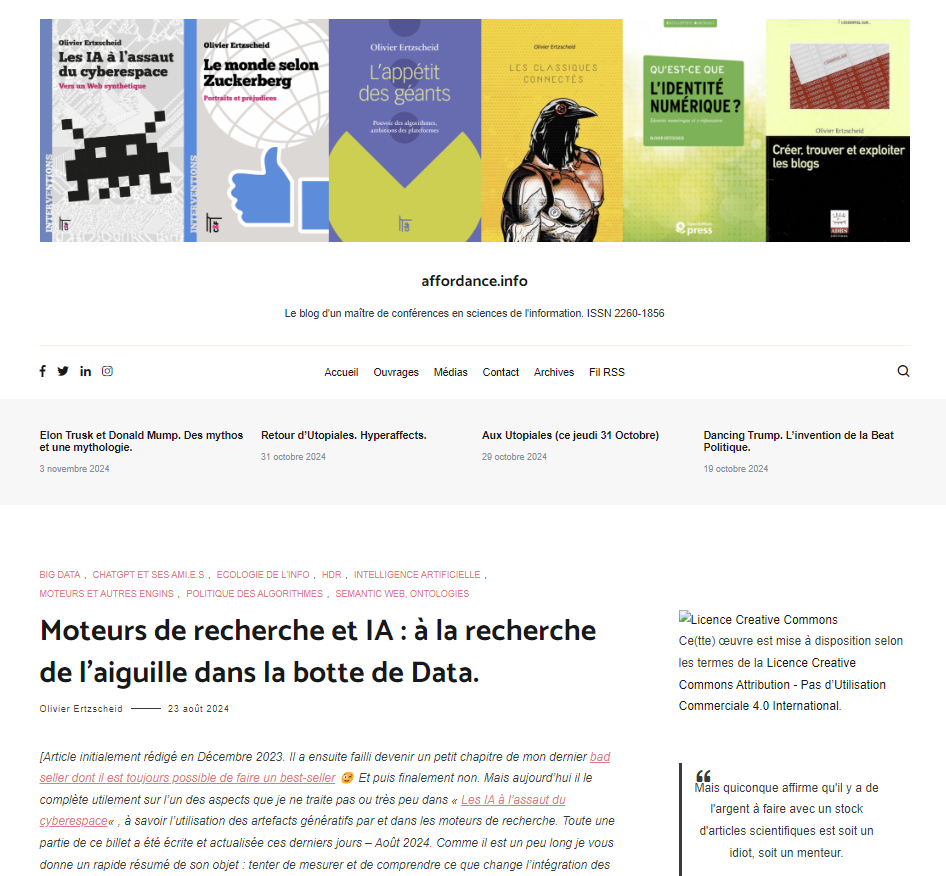 Olivier Ertzscheid
Les IA à l'assaut
du cyberespace
Vers un Web synthétique
INTERVENTIONS
Olivier Ertzscheid
Le monde selon
Zuckerberg
Portraits et préjudices
INTERVENTIONS
Olivier Ertzscheid
L'appétit
des géants
Pouvoir des algorithmes,
ambitions des plateformes
Olivier Ertzscheid
LES CLASSIQUES
CONNECTÉS
QU'EST-CE QUE
L'IDENTITÉ
NUMÉRIQUE ?
Identité numérique et e-réputation
OLIVIER ERTZSCHEID
press
L'ESSENTIEL SUR...
Olivier Ertzscheid
Créer, trouver et exploiter
les blogs
ADBS
affordance.info
Le blog d'un maître de conférences en sciences de l'information. ISSN 2260-1856
Accueil Ouvrages Médias Contact Archives Fil RSS
Elon Trusk et Donald Mump. Des mythos
et une mythologie.
3 novembre 2024
Retour d'Utopiales. Hyperaffects.
31 octobre 2024
Aux Utopiales (ce jeudi 31 Octobre)
29 octobre 2024
Dancing Trump. L'invention de la Beat
Politique.
19 octobre 2024
BIG DATA , CHATGPT ET SES AMI.E.S , ECOLOGIE DE L'INFO , HDR , INTELLIGENCE ARTIFICIELLE ,
MOTEURS ET AUTRES ENGINS , POLITIQUE DES ALGORITHMES , SEMANTIC WEB, ONTOLOGIES
Moteurs de recherche et IA : à la recherche
de l'aiguille dans la botte de Data.
Olivier Ertzscheid 23 août 2024
[Article initialement rédigé en Décembre 2023. Il a ensuite failli devenir un petit chapitre de mon dernier bad
seller dont il est toujours possible de faire un best-seller 😉 Et puis finalement non. Mais aujourd'hui il le
complète utilement sur l'un des aspects que je ne traite pas ou très peu dans « Les IA à l'assaut du
cyberespace« , à savoir l'utilisation des artefacts génératifs par et dans les moteurs de recherche. Toute une
partie de ce billet a été écrite et actualisée ces derniers jours – Août 2024. Comme il est un peu long je vous
donne un rapide résumé de son objet : tenter de mesurer et de comprendre ce que change l'intégration des
Licence Creative Commons
Ce(tte) œuvre est mise à disposition selon
les termes de la Licence Creative
Commons Attribution - Pas d'Utilisation
Commerciale 4.0 International.
Mais quiconque affirme qu'il y a de
l'argent à faire avec un stock
d'articles scientifiques est soit un
idiot, soit un menteur.